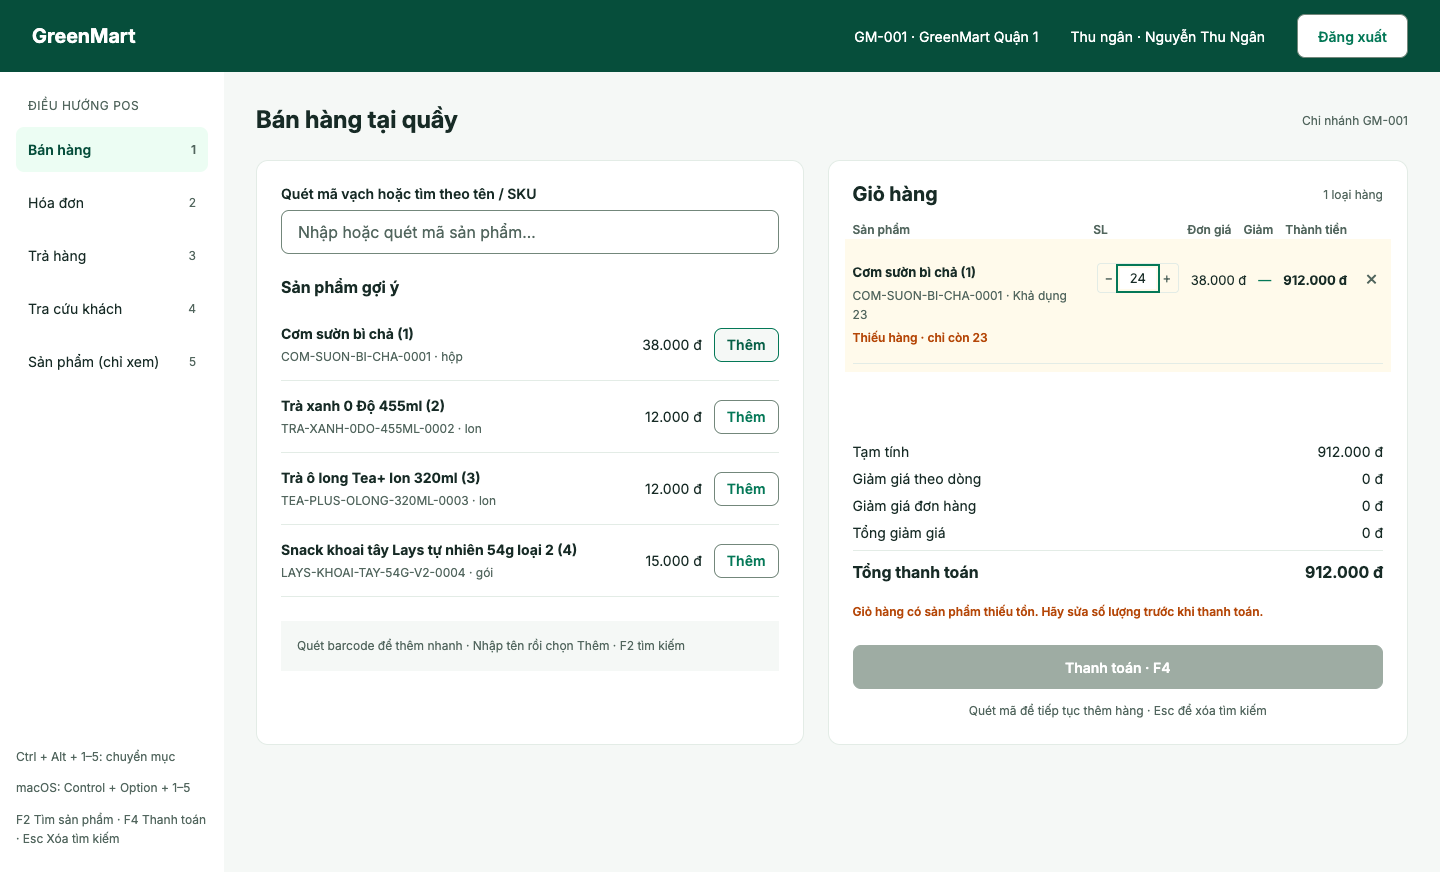 GreenMart
GM-001 · GreenMart Quận 1
Thu ngân · Nguyễn Thu Ngân
Đăng xuất
ĐIỀU HƯỚNG POS
Bán hàng 1
Hóa đơn 2
Trả hàng 3
Tra cứu khách 4
Sản phẩm (chỉ xem) 5
Ctrl + Alt + 1–5: chuyển mục
macOS: Control + Option + 1–5
F2 Tìm sản phẩm · F4 Thanh toán
· Esc Xóa tìm kiếm
Bán hàng tại quầy
Chi nhánh GM-001
Quét mã vạch hoặc tìm theo tên / SKU
Nhập hoặc quét mã sản phẩm...
Sản phẩm gợi ý
Cơm sườn bì chả (1)
COM-SUON-BI-CHA-0001 · hộp
38.000 đ Thêm
Trà xanh 0 Độ 455ml (2)
TRA-XANH-0DO-455ML-0002 · lon
12.000 đ Thêm
Trà ô long Tea+ lon 320ml (3)
TEA-PLUS-OLONG-320ML-0003 · lon
12.000 đ Thêm
Snack khoai tây Lays tự nhiên 54g loại 2 (4)
LAYS-KHOAI-TAY-54G-V2-0004 · gói
15.000 đ Thêm
Quét barcode để thêm nhanh · Nhập tên rồi chọn Thêm · F2 tìm kiếm
Giỏ hàng
1 loại hàng
Sản phẩm SL Đơn giá Giảm Thành tiền
Cơm sườn bì chả (1)
COM-SUON-BI-CHA-0001 · Khả dụng
23
Thiếu hàng · chỉ còn 23
− 24 + 38.000 đ — 912.000 đ ✕
Tạm tính 912.000 đ
Giảm giá theo dòng 0 đ
Giảm giá đơn hàng 0 đ
Tổng giảm giá 0 đ
Tổng thanh toán 912.000 đ
Giỏ hàng có sản phẩm thiếu tồn. Hãy sửa số lượng trước khi thanh toán.
Thanh toán · F4
Quét mã để tiếp tục thêm hàng · Esc để xóa tìm kiếm